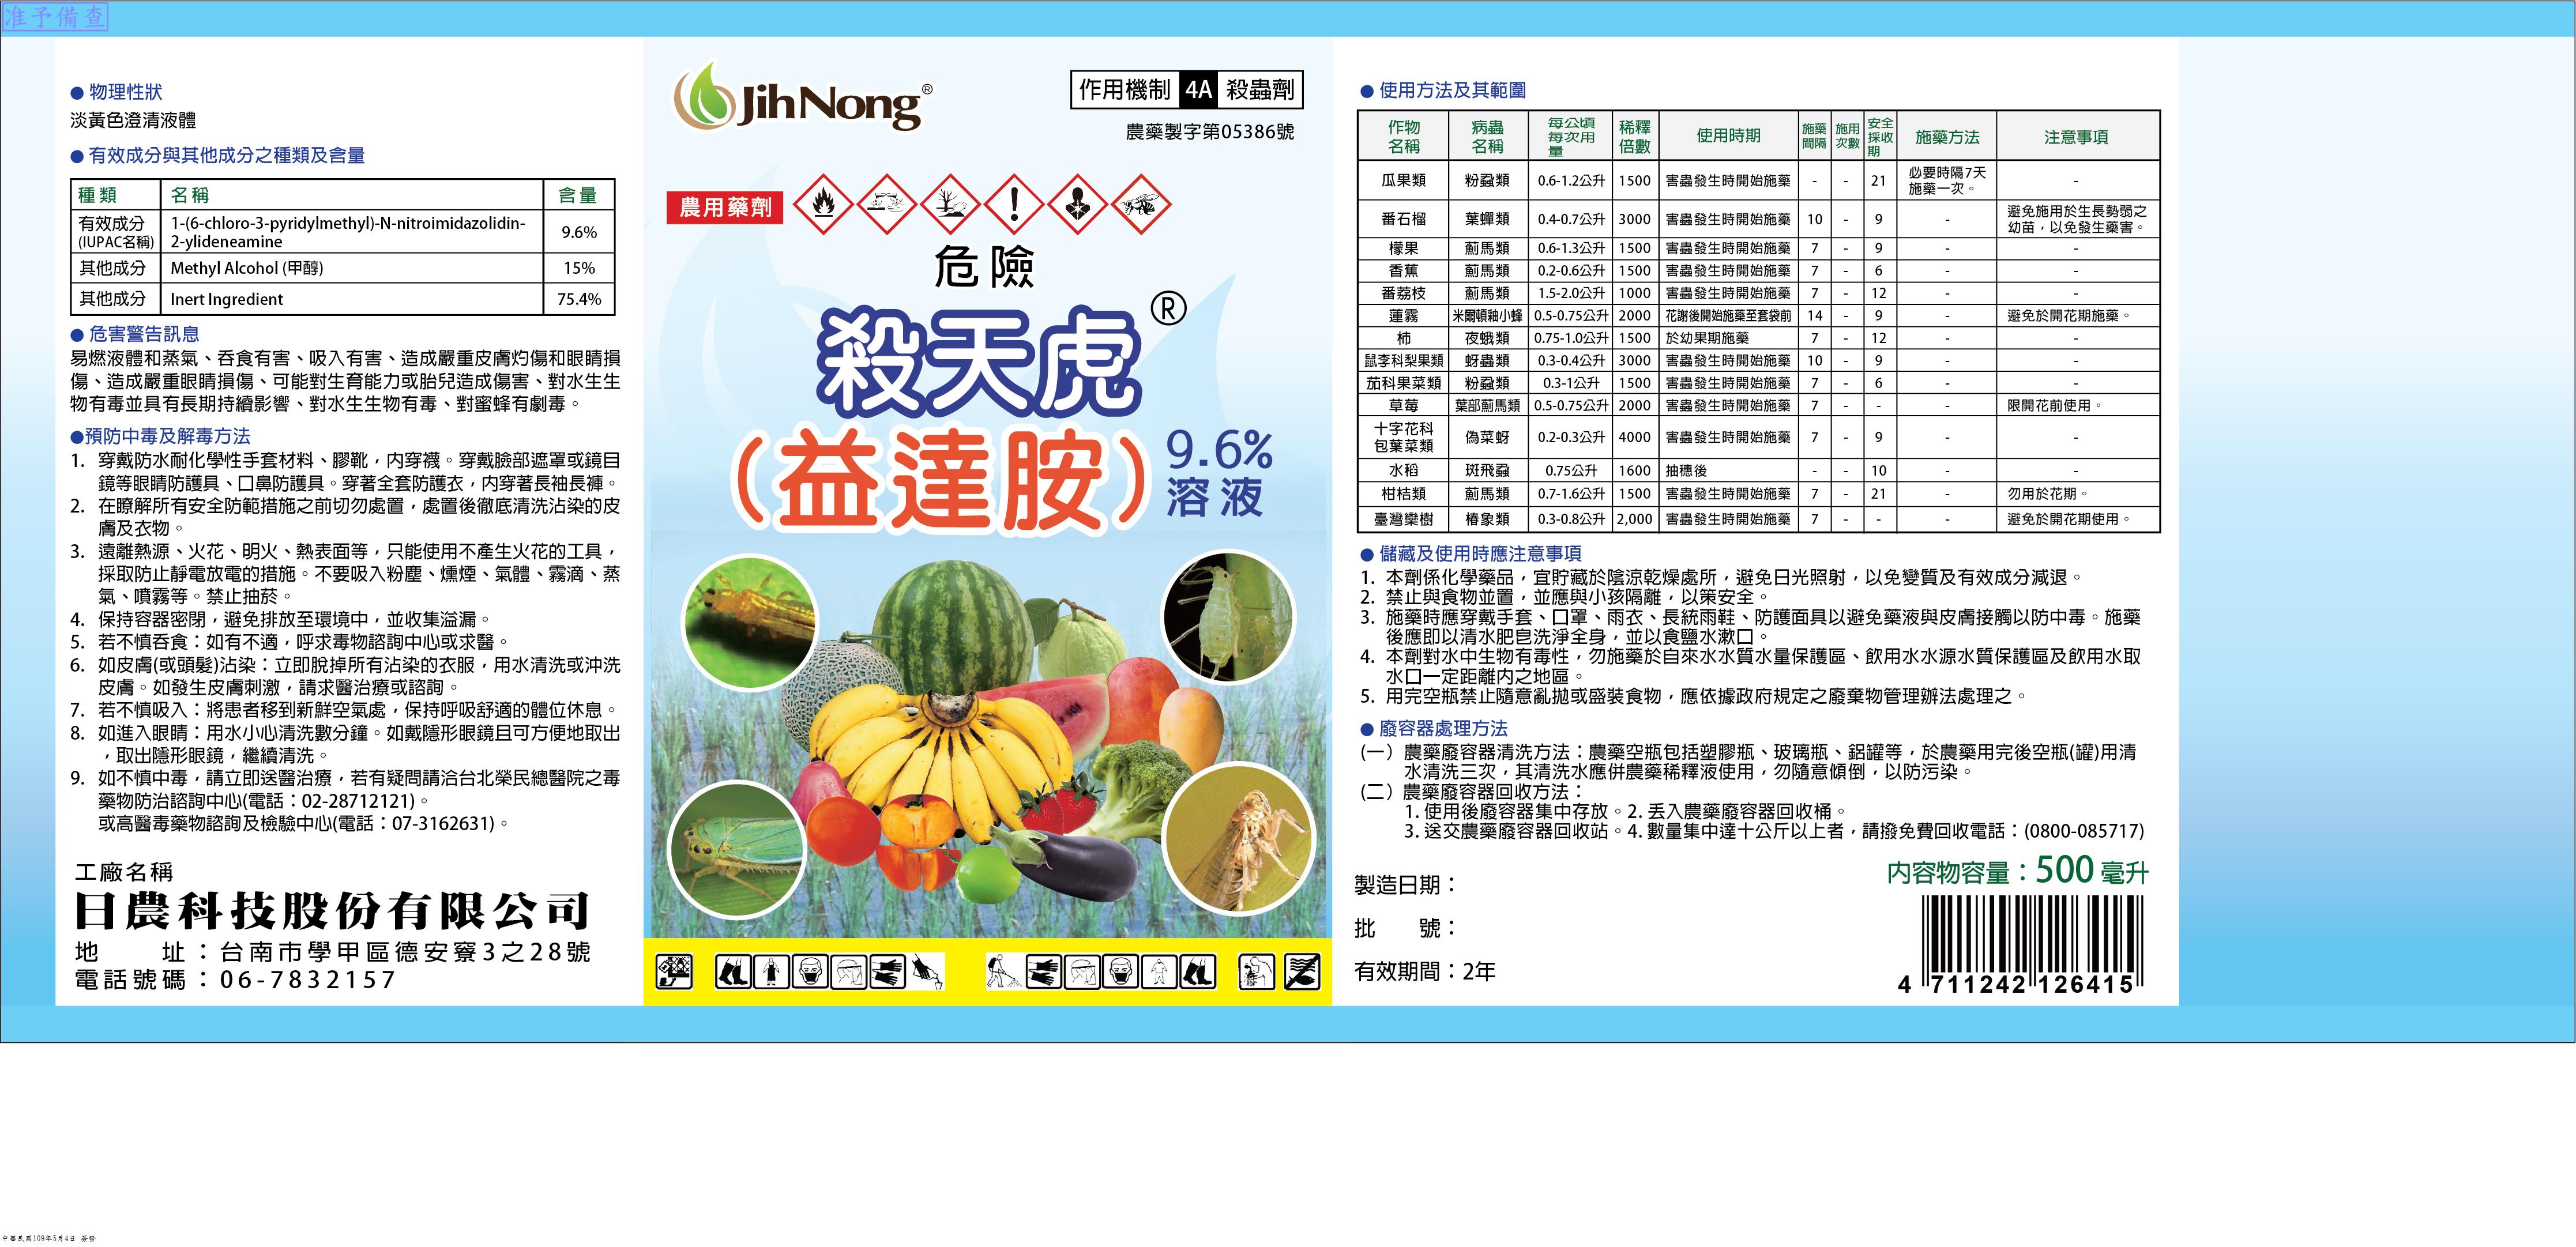 准予備查
● 物理性狀
淡黃色澄清液體
● 有效成分與其他成分之種類及含量
種類 名稱 含量
有效成分 (IUPAC名稱) 1-(6-chloro-3-pyridylmethyl)-N-nitroimidazolidin-2-ylideneamine 9.6%
其他成分 Methyl Alcohol (甲醇) 15%
其他成分 Inert Ingredient 75.4%
● 危害警告訊息
易燃液體和蒸氣、吞食有害、吸入有害、造成嚴重皮膚灼傷和眼睛損
傷、造成嚴重眼睛損傷、可能對生育能力或胎兒造成傷害、對水生生
物有毒並具有長期持續影響、對水生生物有毒、對蜜蜂有劇毒。
●預防中毒及解毒方法
1. 穿戴防水耐化學性手套材料、膠靴，內穿襪。穿戴臉部遮罩或鏡目
鏡等眼睛防護具、口鼻防護具。穿著全套防護衣，內穿著長袖長褲。
2. 在瞭解所有安全防範措施之前切勿處置，處置後徹底清洗沾染的皮
膚及衣物。
3. 遠離熱源、火花、明火、熱表面等，只能使用不產生火花的工具，
採取防止靜電放電的措施。不要吸入粉塵、燻煙、氣體、霧滴、蒸
氣、噴霧等。禁止抽菸。
4. 保持容器密閉，避免排放至環境中，並收集溢漏。
5. 若不慎吞食：如有不適，呼求毒物諮詢中心或求醫。
6. 如皮膚(或頭髮)沾染：立即脫掉所有沾染的衣服，用水清洗或沖洗
皮膚。如發生皮膚刺激，請求醫治療或諮詢。
7. 若不慎吸入：將患者移到新鮮空氣處，保持呼吸舒適的體位休息。
8. 如進入眼睛：用水小心清洗數分鐘。如戴隱形眼鏡且可方便地取出
，取出隱形眼鏡，繼續清洗。
9. 如不慎中毒，請立即送醫治療，若有疑問請洽台北榮民總醫院之毒
藥物防治諮詢中心(電話：02-28712121)。
或高醫毒藥物諮詢及檢驗中心(電話：07-3162631)。
工廠名稱
日農科技股份有限公司
地 址：台南市學甲區德安寮3之28號
電話號碼：06-7832157
JihNong®
作用機制 4A 殺蟲劑
農藥製字第05386號
農用藥劑
危險
殺天虎®
(益達胺) 9.6%
溶液
● 使用方法及其範圍
作物名稱 病蟲名稱 每公頃每次用量 稀釋倍數 使用時期 施藥間隔 施用次數 安全採收期 施藥方法 注意事項
瓜果類 粉蝨類 0.6-1.2公升 1500 害蟲發生時開始施藥 - - 21 必要時隔7天施藥一次。 -
番石榴 葉蟬類 0.4-0.7公升 3000 害蟲發生時開始施藥 10 - 9 - 避免施用於生長勢弱之幼苗，以免發生藥害。
檬果 薊馬類 0.6-1.3公升 1500 害蟲發生時開始施藥 7 - 9 - -
香蕉 薊馬類 0.2-0.6公升 1500 害蟲發生時開始施藥 7 - 6 - -
番荔枝 薊馬類 1.5-2.0公升 1000 害蟲發生時開始施藥 7 - 12 - -
蓮霧 米爾頓釉小蜂 0.5-0.75公升 2000 花謝後開始施藥至套袋前 14 - 9 - 避免於開花期施藥。
柿 夜蛾類 0.75-1.0公升 1500 於幼果期施藥 7 - 12 - -
鼠李科梨果類 蚜蟲類 0.3-0.4公升 3000 害蟲發生時開始施藥 10 - 9 - -
茄科果菜類 粉蝨類 0.3-1公升 1500 害蟲發生時開始施藥 7 - 6 - -
草莓 葉部薊馬類 0.5-0.75公升 2000 害蟲發生時開始施藥 7 - - - 限開花前使用。
十字花科包葉菜類 偽菜蚜 0.2-0.3公升 4000 害蟲發生時開始施藥 7 - 9 - -
水稻 斑飛蝨 0.75公升 1600 抽穗後 - - 10 - -
柑桔類 薊馬類 0.7-1.6公升 1500 害蟲發生時開始施藥 7 - 21 - 勿用於花期。
臺灣欒樹 椿象類 0.3-0.8公升 2,000 害蟲發生時開始施藥 7 - - - 避免於開花期使用。
● 儲藏及使用時應注意事項
1. 本劑係化學藥品，宜貯藏於陰涼乾燥處所，避免日光照射，以免變質及有效成分減退。
2. 禁止與食物並置，並應與小孩隔離，以策安全。
3. 施藥時應穿戴手套、口罩、雨衣、長統雨鞋、防護面具以避免藥液與皮膚接觸以防中毒。施藥
後應即以清水肥皂洗淨全身，並以食鹽水漱口。
4. 本劑對水中生物有毒性，勿施藥於自來水水質水量保護區、飲用水水源水質保護區及飲用水取
水口一定距離內之地區。
5. 用完空瓶禁止隨意亂拋或盛裝食物，應依據政府規定之廢棄物管理辦法處理之。
● 廢容器處理方法
(一) 農藥廢容器清洗方法：農藥空瓶包括塑膠瓶、玻璃瓶、鋁罐等，於農藥用完後空瓶(罐)用清
水清洗三次，其清洗水應併農藥稀釋液使用，勿隨意傾倒，以防污染。
(二) 農藥廢容器回收方法：
1. 使用後廢容器集中存放。2. 丟入農藥廢容器回收桶。
3. 送交農藥廢容器回收站。4. 數量集中達十公斤以上者，請撥免費回收電話：(0800-085717)
內容物容量：500 毫升
製造日期：
批 號：
有效期間：2年
4 711242 126415
中華民國109年5月4日 簽發